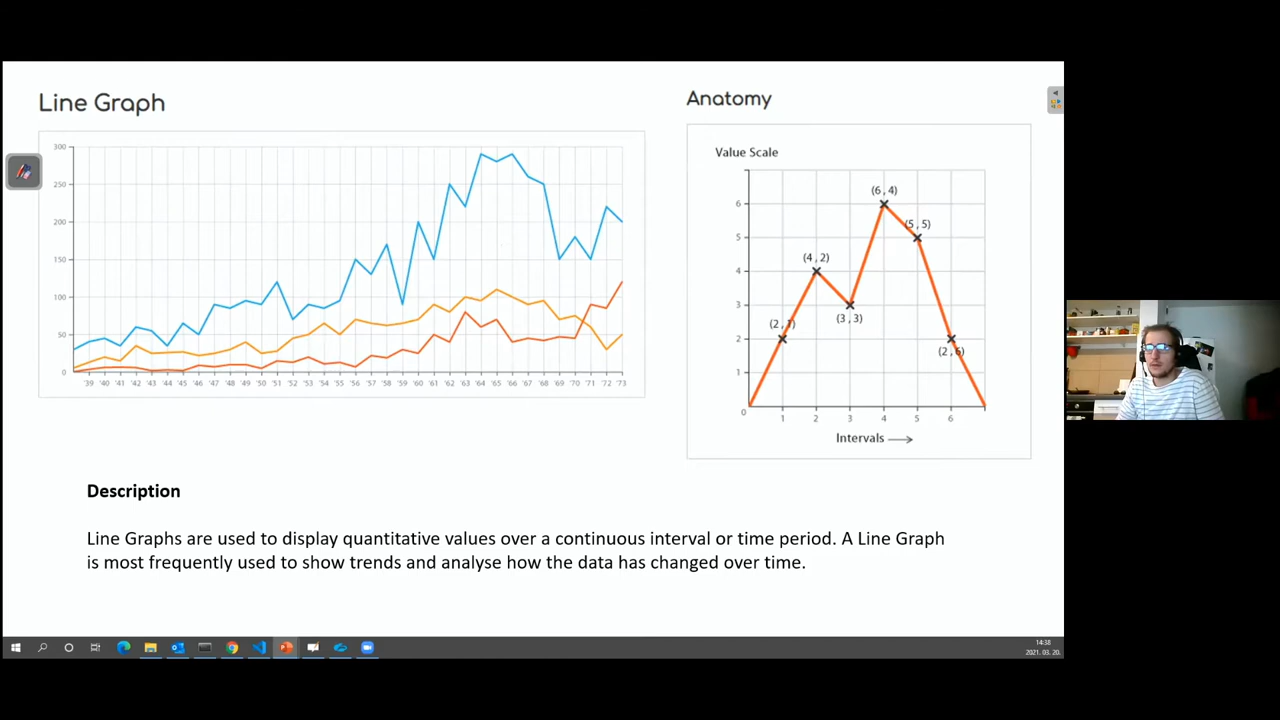 Line Graph
300
250
200
150
100
50
0
'39 '40 '41 '42 '43 '44 '45 '46 '47 '48 '49 '50 '51 '52 '53 '54 '55 '56 '57 '58 '59 '60 '61 '62 '63 '64 '65 '66 '67 '68 '69 '70 '71 '72 '73
Anatomy
Value Scale
(6 , 4)
6
(5 , 5)
5
(4 , 2)
4
3
(3 , 3)
(2 , 1)
2
(2 , 6)
1
0
1 2 3 4 5 6
Intervals
Description
Line Graphs are used to display quantitative values over a continuous interval or time period. A Line Graph
is most frequently used to show trends and analyse how the data has changed over time.
14:38
2021. 03. 20.